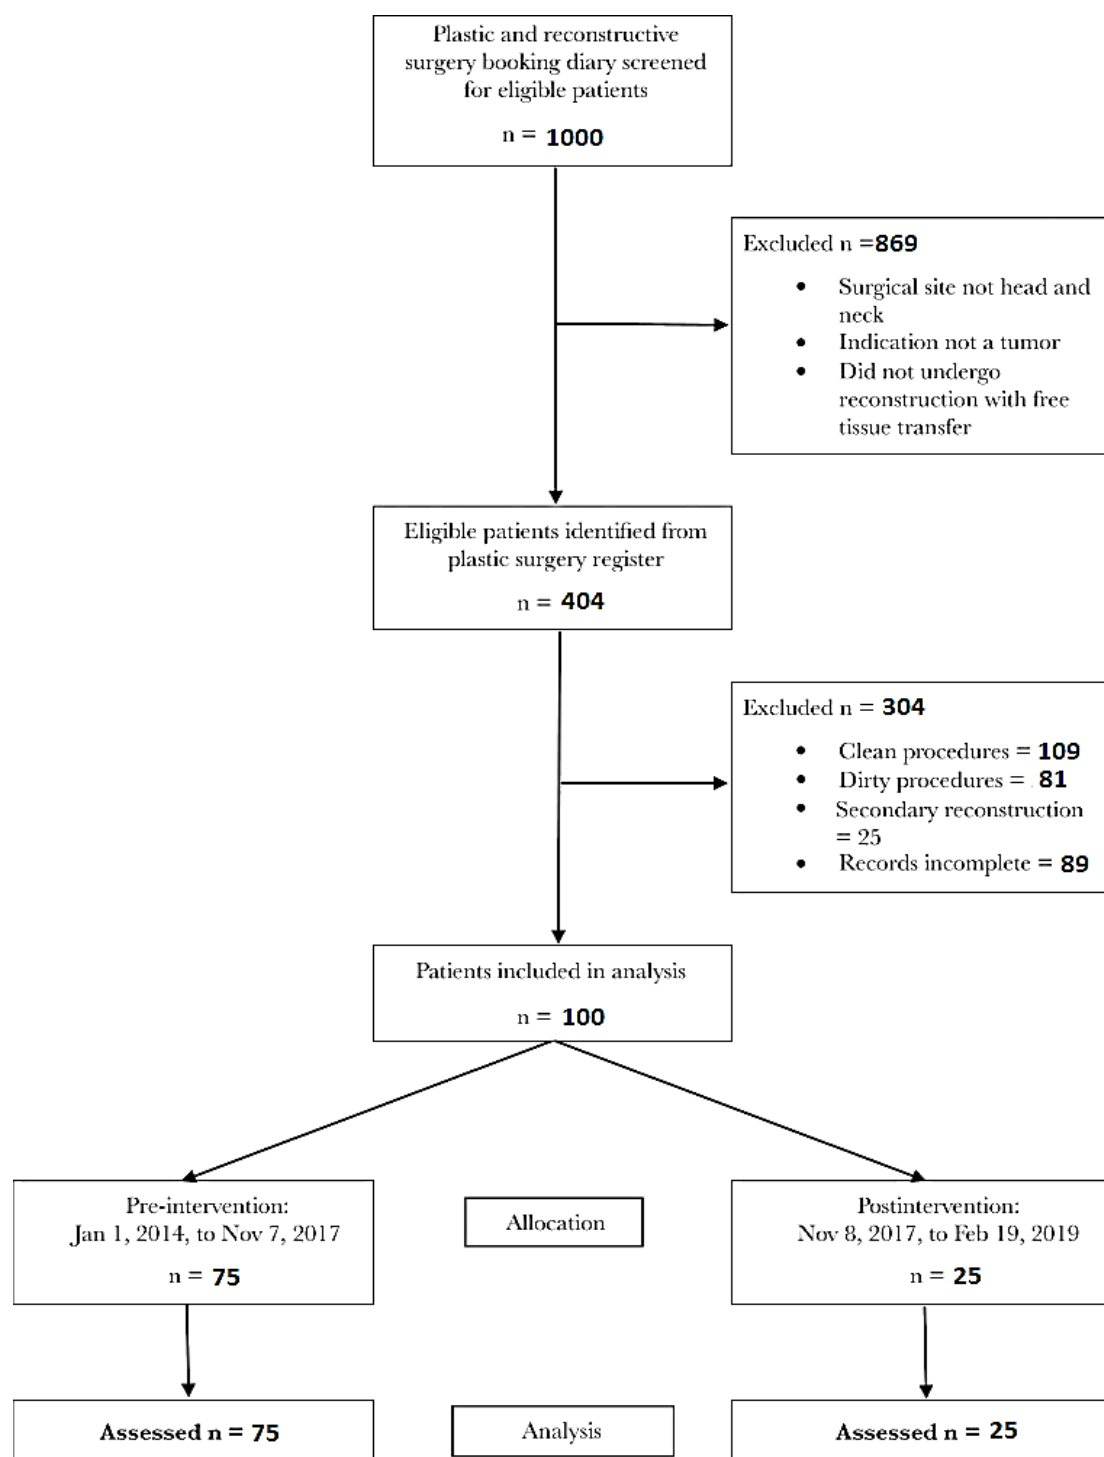 Plastic and reconstructive
surgery booking diary screened
for eligible patients
n = 1000
Excluded n =869
• Surgical site not head and
neck
• Indication not a tumor
• Did not undergo
reconstruction with free
tissue transfer
Eligible patients identified from
plastic surgery register
n = 404
Excluded n = 304
• Clean procedures = 109
• Dirty procedures = 81
• Secondary reconstruction
= 25
• Records incomplete = 89
Patients included in analysis
n = 100
Pre-intervention:
Jan 1, 2014, to Nov 7, 2017
n = 75
Allocation
Postintervention:
Nov 8, 2017, to Feb 19, 2019
n = 25
Assessed n = 75
Analysis
Assessed n = 25